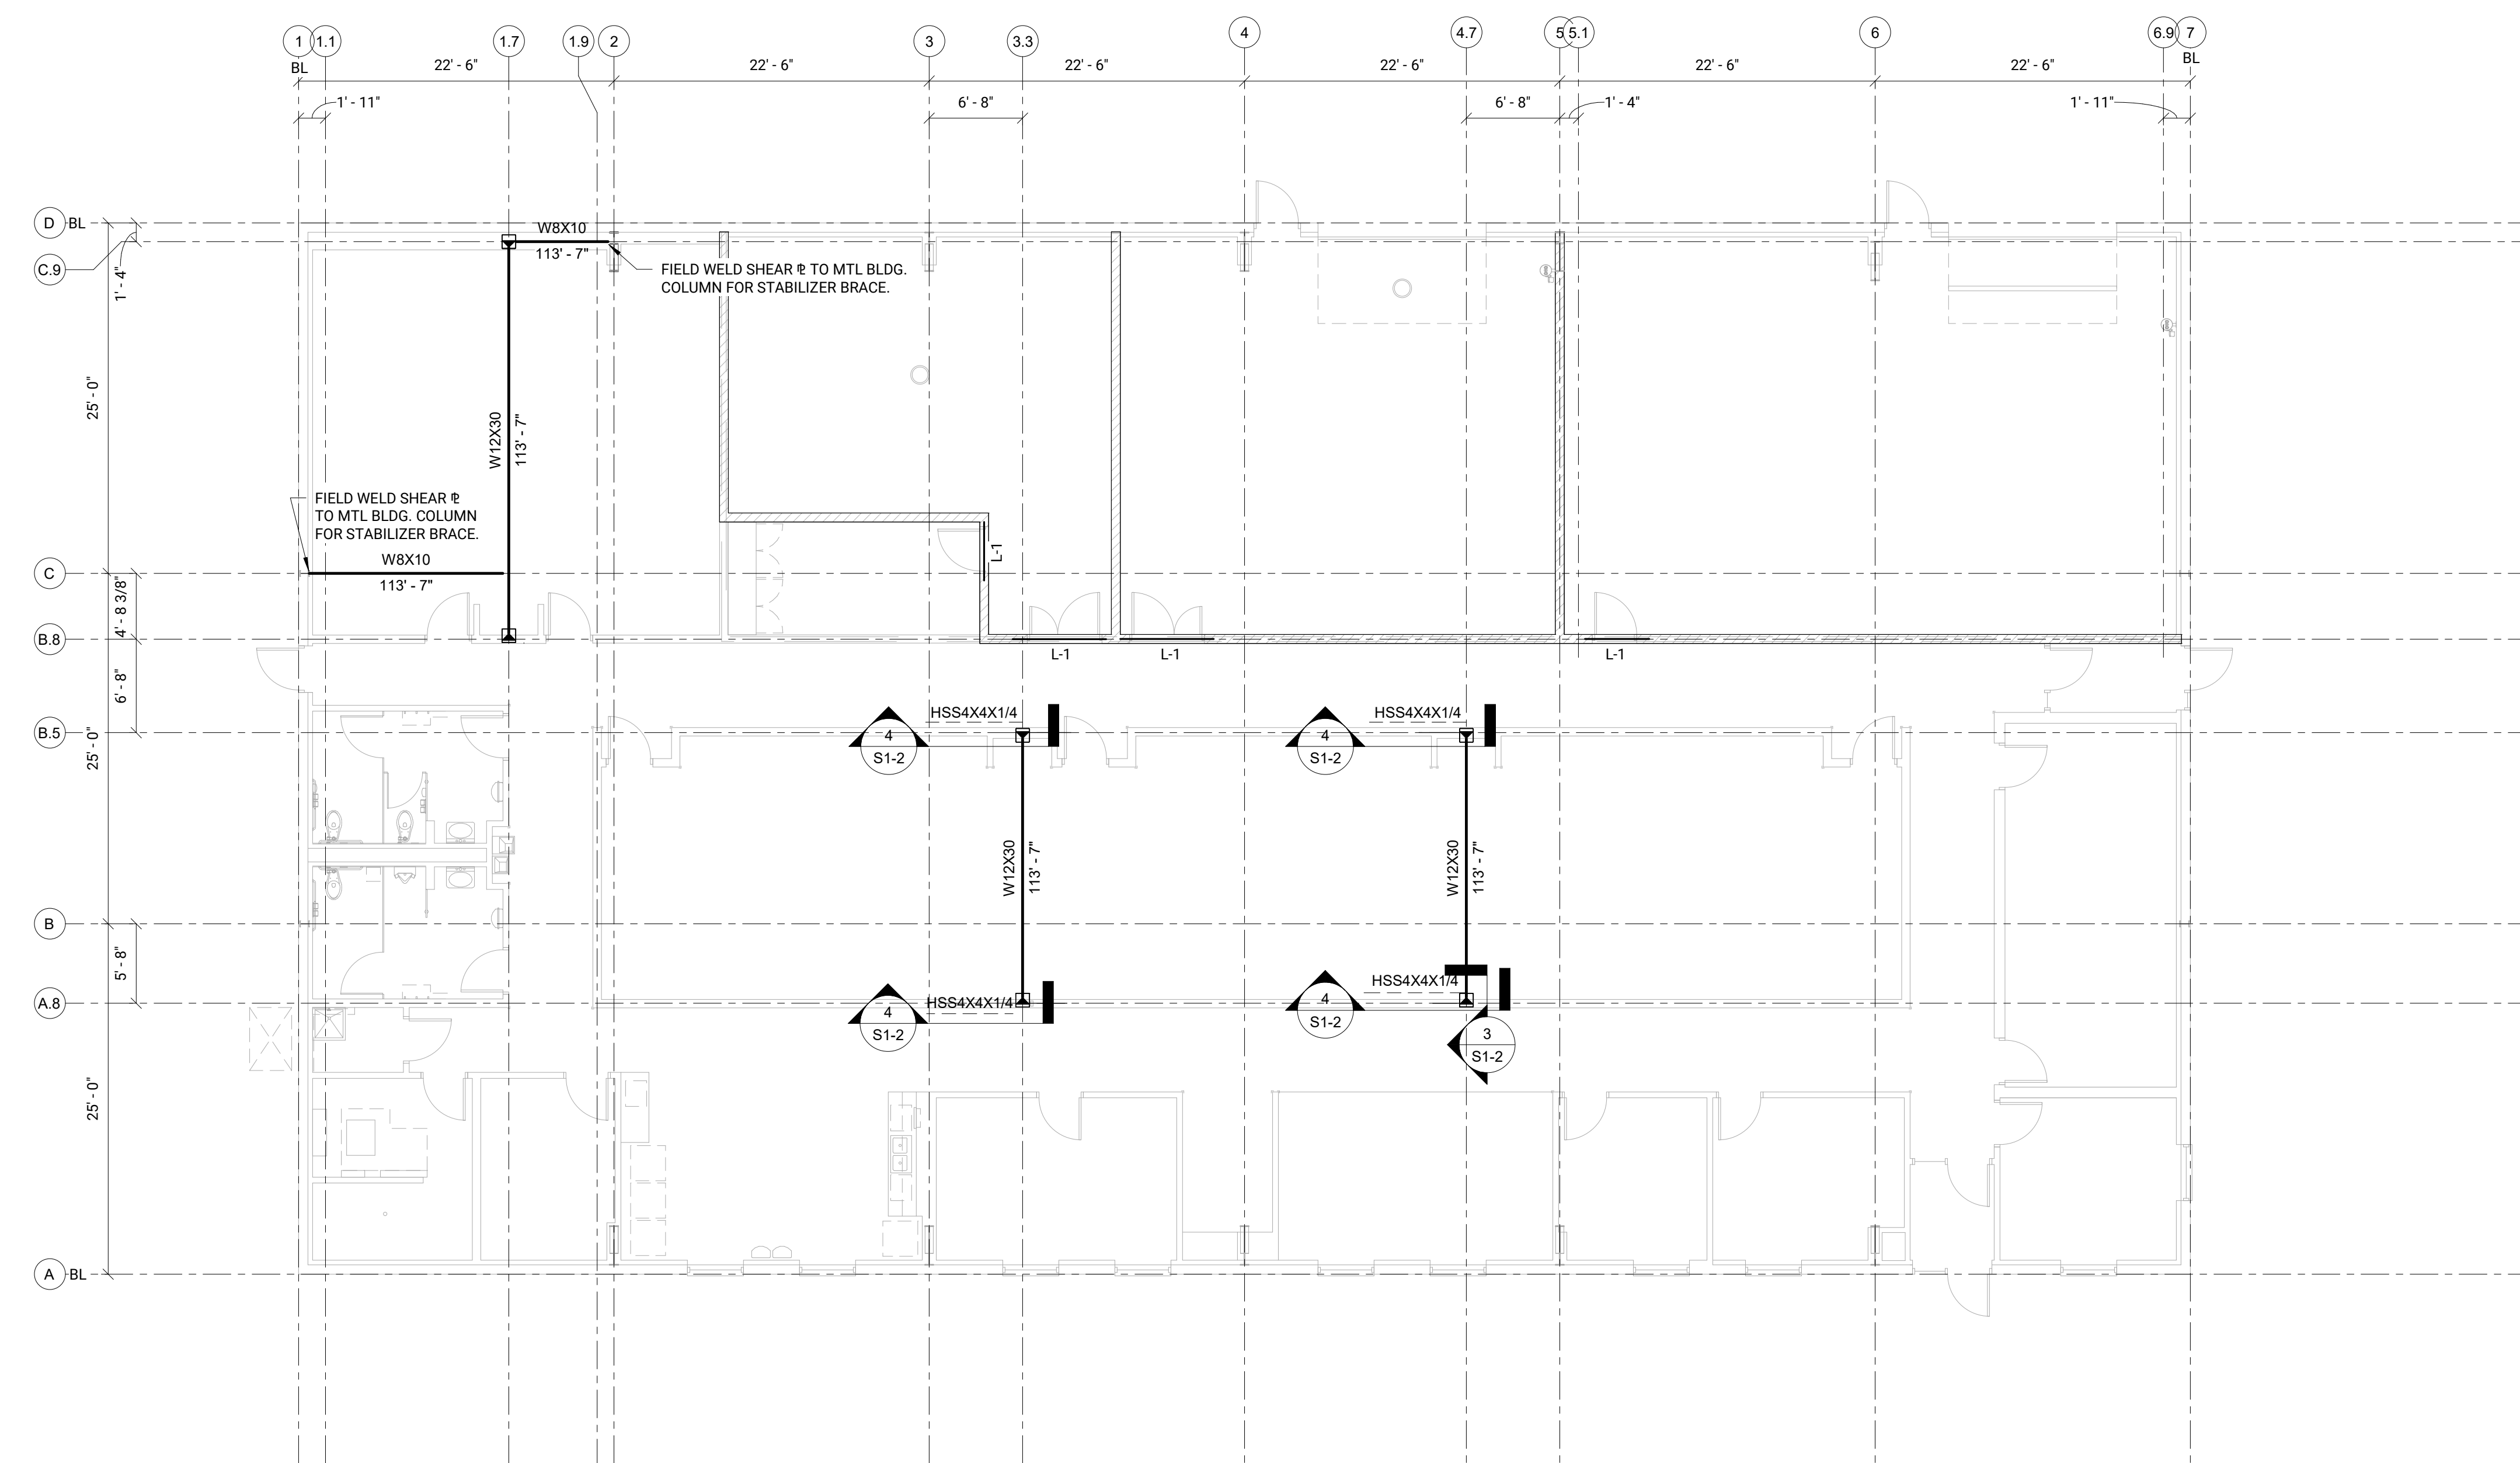 1 1.1 1.7 1.9 2 3 3.3 4 4.7 5 5.1 6 6.9 7
BL BL
22' - 6" 22' - 6" 22' - 6" 22' - 6" 22' - 6" 22' - 6"
1' - 11" 6' - 8" 6' - 8" 1' - 4" 1' - 11"
D BL
W8X10
113' - 7"
C.9
1' - 4"
FIELD WELD SHEAR ℄ TO MTL BLDG.
COLUMN FOR STABILIZER BRACE.
25' - 0"
W12X30
113' - 7"
FIELD WELD SHEAR ℄
TO MTL BLDG. COLUMN
FOR STABILIZER BRACE.
L-1
W8X10
C
113' - 7"
4' - 8 3/8"
B.8
L-1 L-1 L-1
6' - 8"
HSS4X4X1/4 HSS4X4X1/4
B.5
4 4
S1-2 S1-2
25' - 0"
W12X30 113' - 7" W12X30 113' - 7"
B
5' - 8"
HSS4X4X1/4
A.8
HSS4X4X1/4
4 4
S1-2 S1-2
3
S1-2
25' - 0"
A BL